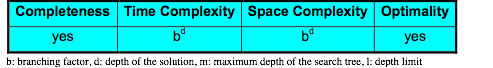 Completeness Time Complexity Space Complexity Optimality
yes b^d b^d yes
b: branching factor, d: depth of the solution, m: maximum depth of the search tree, l: depth limit